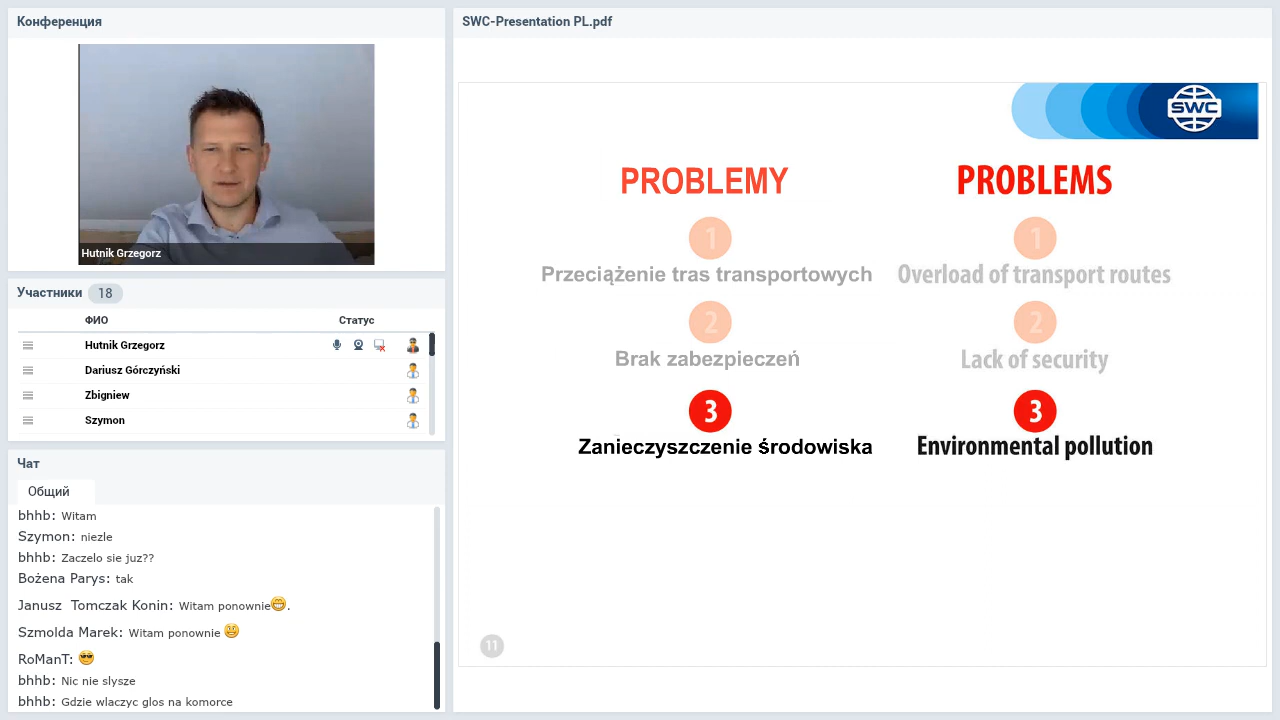 Конференция
Hutnik Grzegorz
Участники 18
ФИО Статус
Hutnik Grzegorz
Dariusz Górczyński
Zbigniew
Szymon
Чат
Общий
bhhb: Witam
Szymon: niezle
bhhb: Zaczelo sie juz??
Bożena Parys: tak
Janusz Tomczak Konin: Witam ponownie.
Szmolda Marek: Witam ponownie
RoManT:
bhhb: Nic nie slysze
bhhb: Gdzie wlaczyc glos na komorce
SWC-Presentation PL.pdf
SWC
PROBLEMY
1
Przeciążenie tras transportowych
2
Brak zabezpieczeń
3
Zanieczyszczenie środowiska
PROBLEMS
1
Overload of transport routes
2
Lack of security
3
Environmental pollution
11